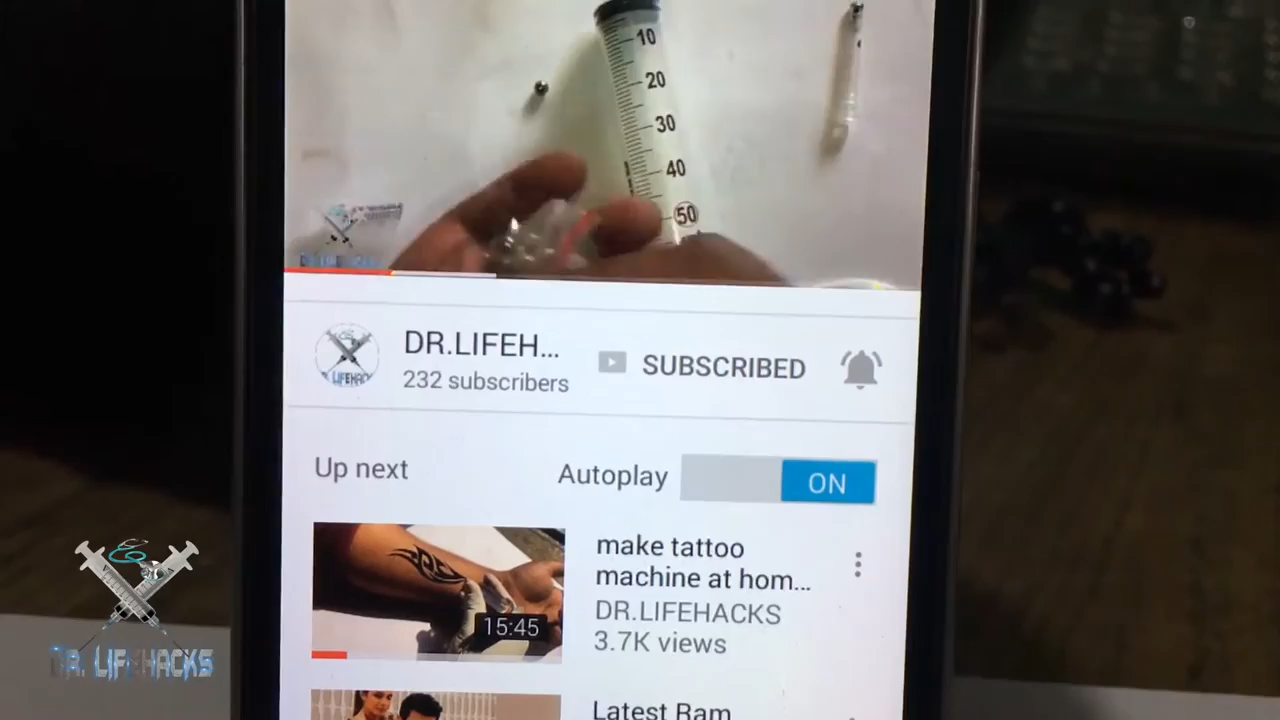 10
20
30
40
50
DR.LIFEH...
232 subscribers
SUBSCRIBED
Up next
Autoplay
ON
15:45
make tattoo
machine at hom...
DR.LIFEHACKS
3.7K views
Latest Ram
DR. LIFEHACKS